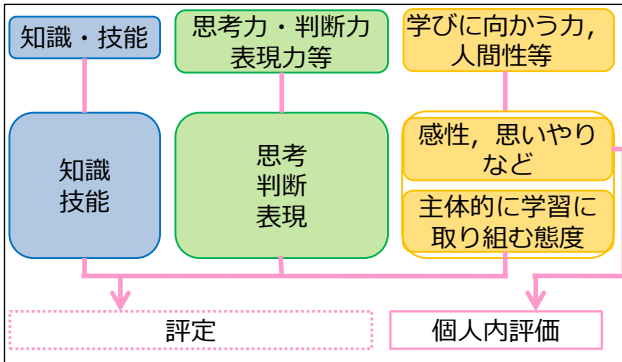 知識・技能
思考力・判断力
表現力等
学びに向かう力，
人間性等
知識
技能
思考
判断
表現
感性，思いやり
など
主体的に学習に
取り組む態度
評定
個人内評価